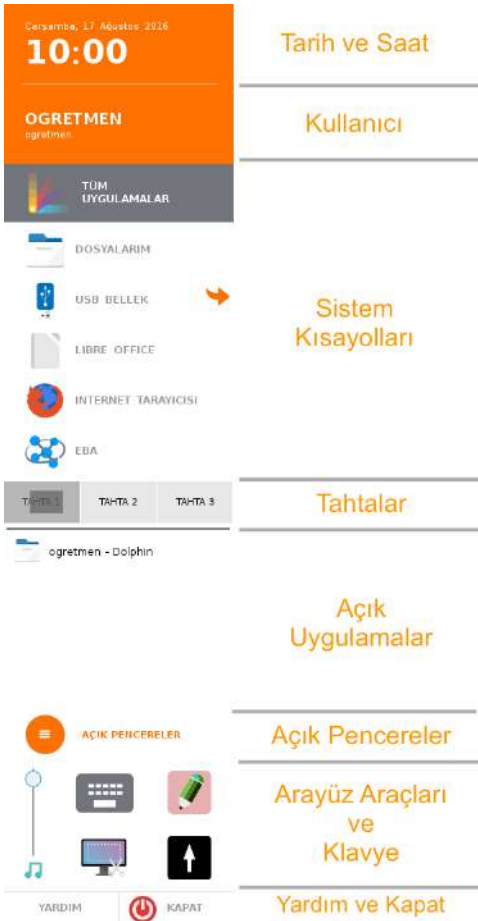 Çarşamba, 17 Ağustos 2016
10:00
Tarih ve Saat
OGRETMEN
ogretmen
Kullanıcı
TÜM
UYGULAMALAR
DOSYALARIM
USB BELLEK
LIBRE OFFICE
INTERNET TARAYICISI
EBA
Sistem
Kısayolları
TAHTA 1
TAHTA 2
TAHTA 3
Tahtalar
ogretmen - Dolphin
Açık
Uygulamalar
AÇIK PENCERELER
Açık Pencereler
Arayüz Araçları
ve
Klavye
YARDIM
KAPAT
Yardım ve Kapat